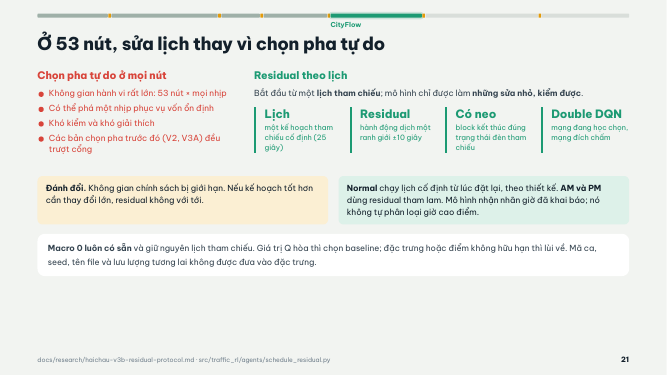 CityFlow
Ở 53 nút, sửa lịch thay vì chọn pha tự do
Chọn pha tự do ở mọi nút
Không gian hành vi rất lớn: 53 nút × mọi nhịp
Có thể phá một nhịp phục vụ vốn ổn định
Khó kiểm và khó giải thích
Các bản chọn pha trước đó (V2, V3A) đều
trượt cổng
Residual theo lịch
Bắt đầu từ một lịch tham chiếu; mô hình chỉ được làm những sửa nhỏ, kiểm được.
Lịch
một kế hoạch tham
chiếu cố định (25
giây)
Residual
hành động dịch một
ranh giới ±10 giây
Có neo
block kết thúc đúng
trạng thái đèn tham
chiếu
Double DQN
mạng đang học chọn,
mạng đích chấm
Đánh đổi. Không gian chính sách bị giới hạn. Nếu kế hoạch tốt hơn
cần thay đổi lớn, residual không với tới.
Normal chạy lịch cố định từ lúc đặt lại, theo thiết kế. AM và PM
dùng residual tham lam. Mô hình nhận nhãn giờ đã khai báo; nó
không tự phân loại giờ cao điểm.
Macro 0 luôn có sẵn và giữ nguyên lịch tham chiếu. Giá trị Q hòa thì chọn baseline; đặc trưng hoặc điểm không hữu hạn thì lùi về. Mã ca,
seed, tên file và lưu lượng tương lai không được đưa vào đặc trưng.
docs/research/haichau-v3b-residual-protocol.md · src/traffic_rl/agents/schedule_residual.py
21